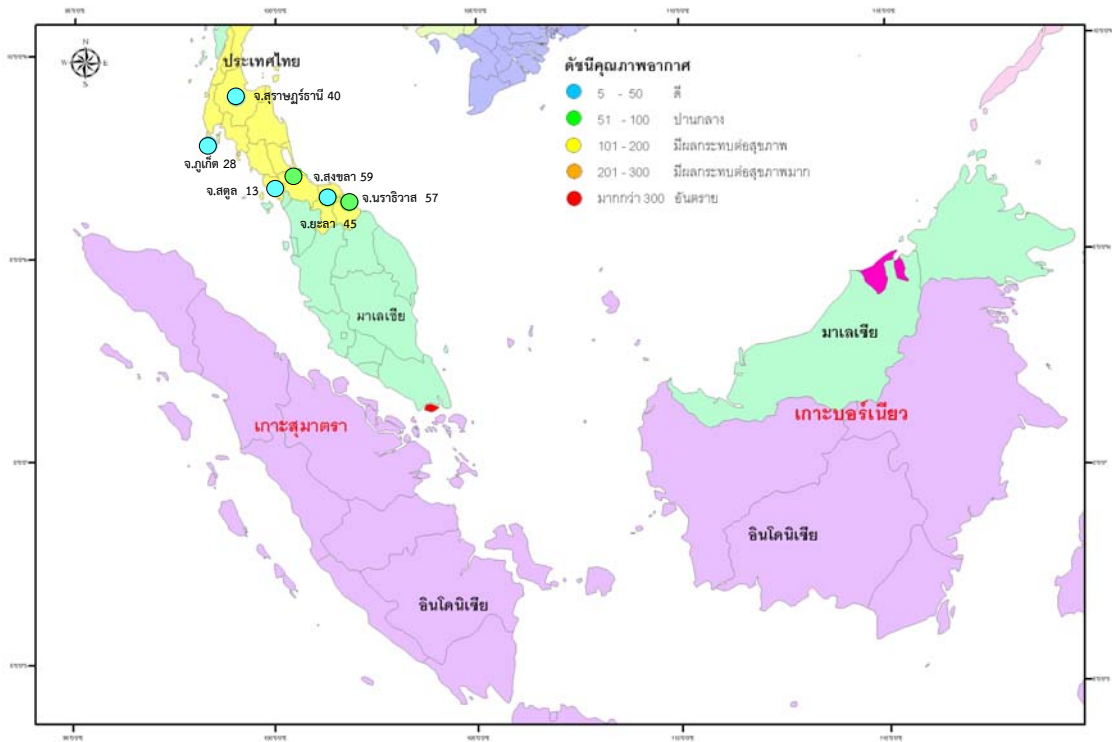 N
W E
S
ประเทศไทย
จ.สุราษฎร์ธานี 40
จ.ภูเก็ต 28
จ.สงขลา 59
จ.สตูล 13
จ.นราธิวาส 57
จ.ยะลา 45
ดัชนีคุณภาพอากาศ
5 - 50 ดี
51 - 100 ปานกลาง
101 - 200 มีผลกระทบต่อสุขภาพ
201 - 300 มีผลกระทบต่อสุขภาพมาก
มากกว่า 300 อันตราย
มาเลเซีย
มาเลเซีย
เกาะสุมาตรา
เกาะบอร์เนียว
อินโดนิเซีย
อินโดนิเซีย